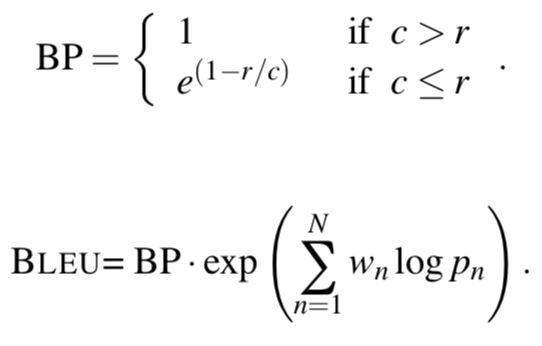 BP = { 1 if c > r
e^(1−r/c) if c ≤ r .
BLEU= BP · exp ( ∑_{n=1}^{N} w_n log p_n ) .